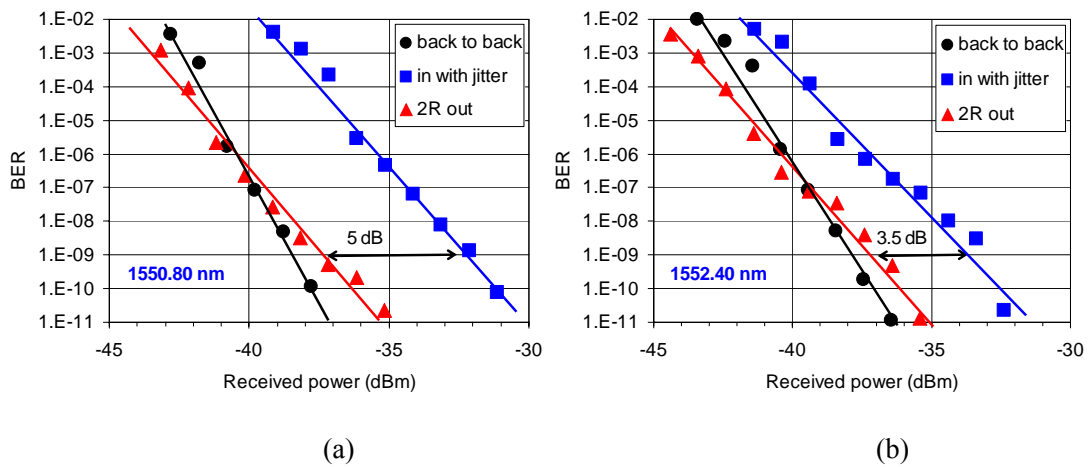 1.E-02
1.E-03
1.E-04
1.E-05
1.E-06
1.E-07
1.E-08
1.E-09
1.E-10
1.E-11
BER
back to back
in with jitter
2R out
5 dB
1550.80 nm
-45 -40 -35 -30
Received power (dBm)
(a)
1.E-02
1.E-03
1.E-04
1.E-05
1.E-06
1.E-07
1.E-08
1.E-09
1.E-10
1.E-11
BER
back to back
in with jitter
2R out
3.5 dB
1552.40 nm
-45 -40 -35 -30
Received power (dBm)
(b)